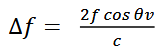 Δf = 2f cos θv / c